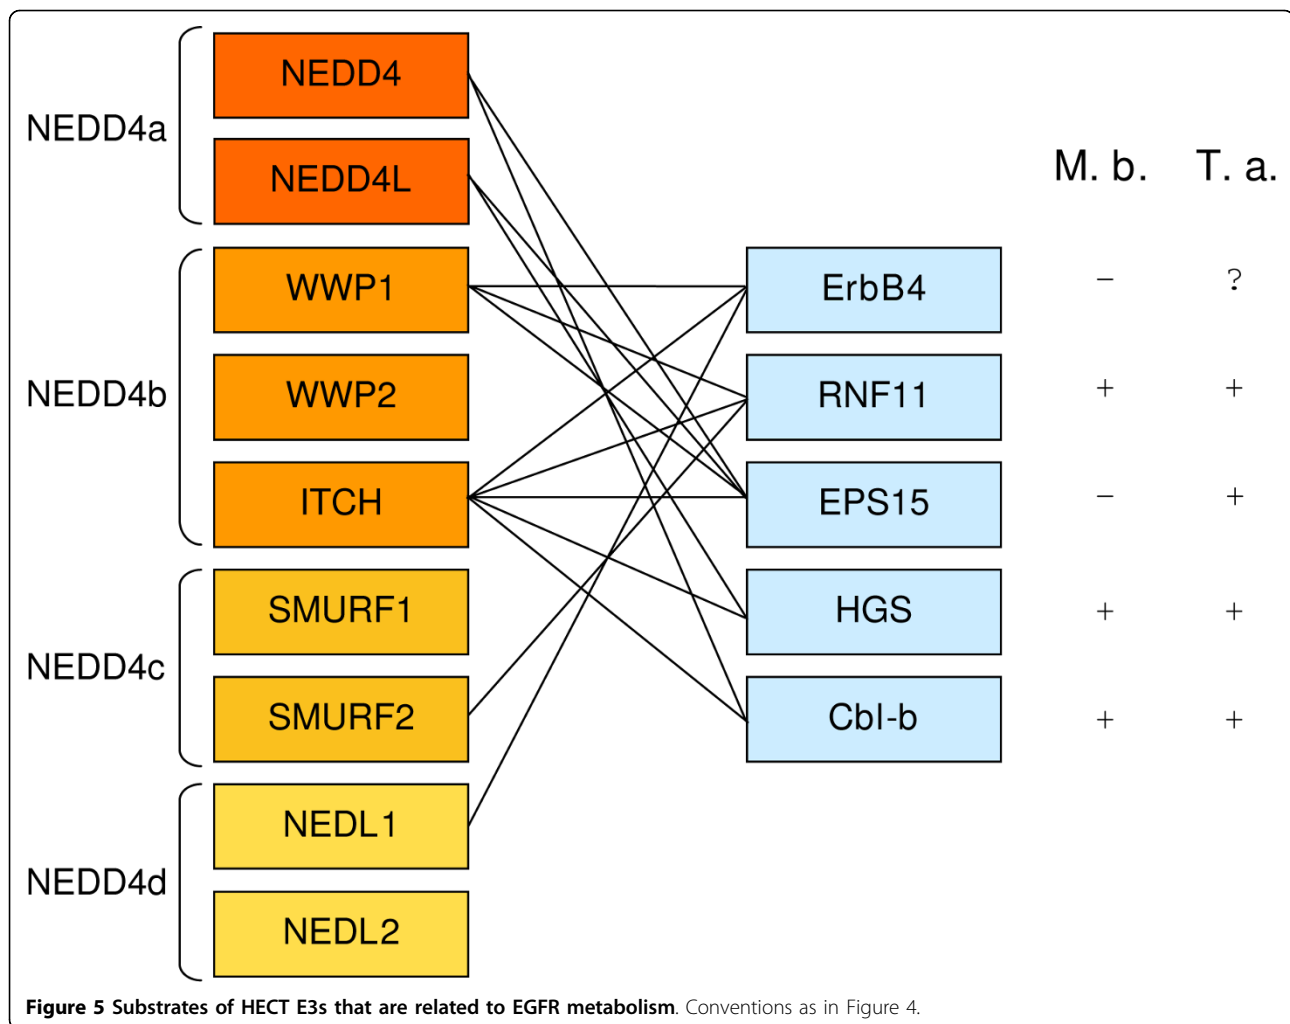 NEDD4a
NEDD4
NEDD4L
M. b. T. a.
NEDD4b
WWP1
WWP2
ITCH
ErbB4 − ?
RNF11 + +
EPS15 − +
NEDD4c
SMURF1
SMURF2
HGS + +
Cbl-b + +
NEDD4d
NEDL1
NEDL2
Figure 5 Substrates of HECT E3s that are related to EGFR metabolism. Conventions as in Figure 4.